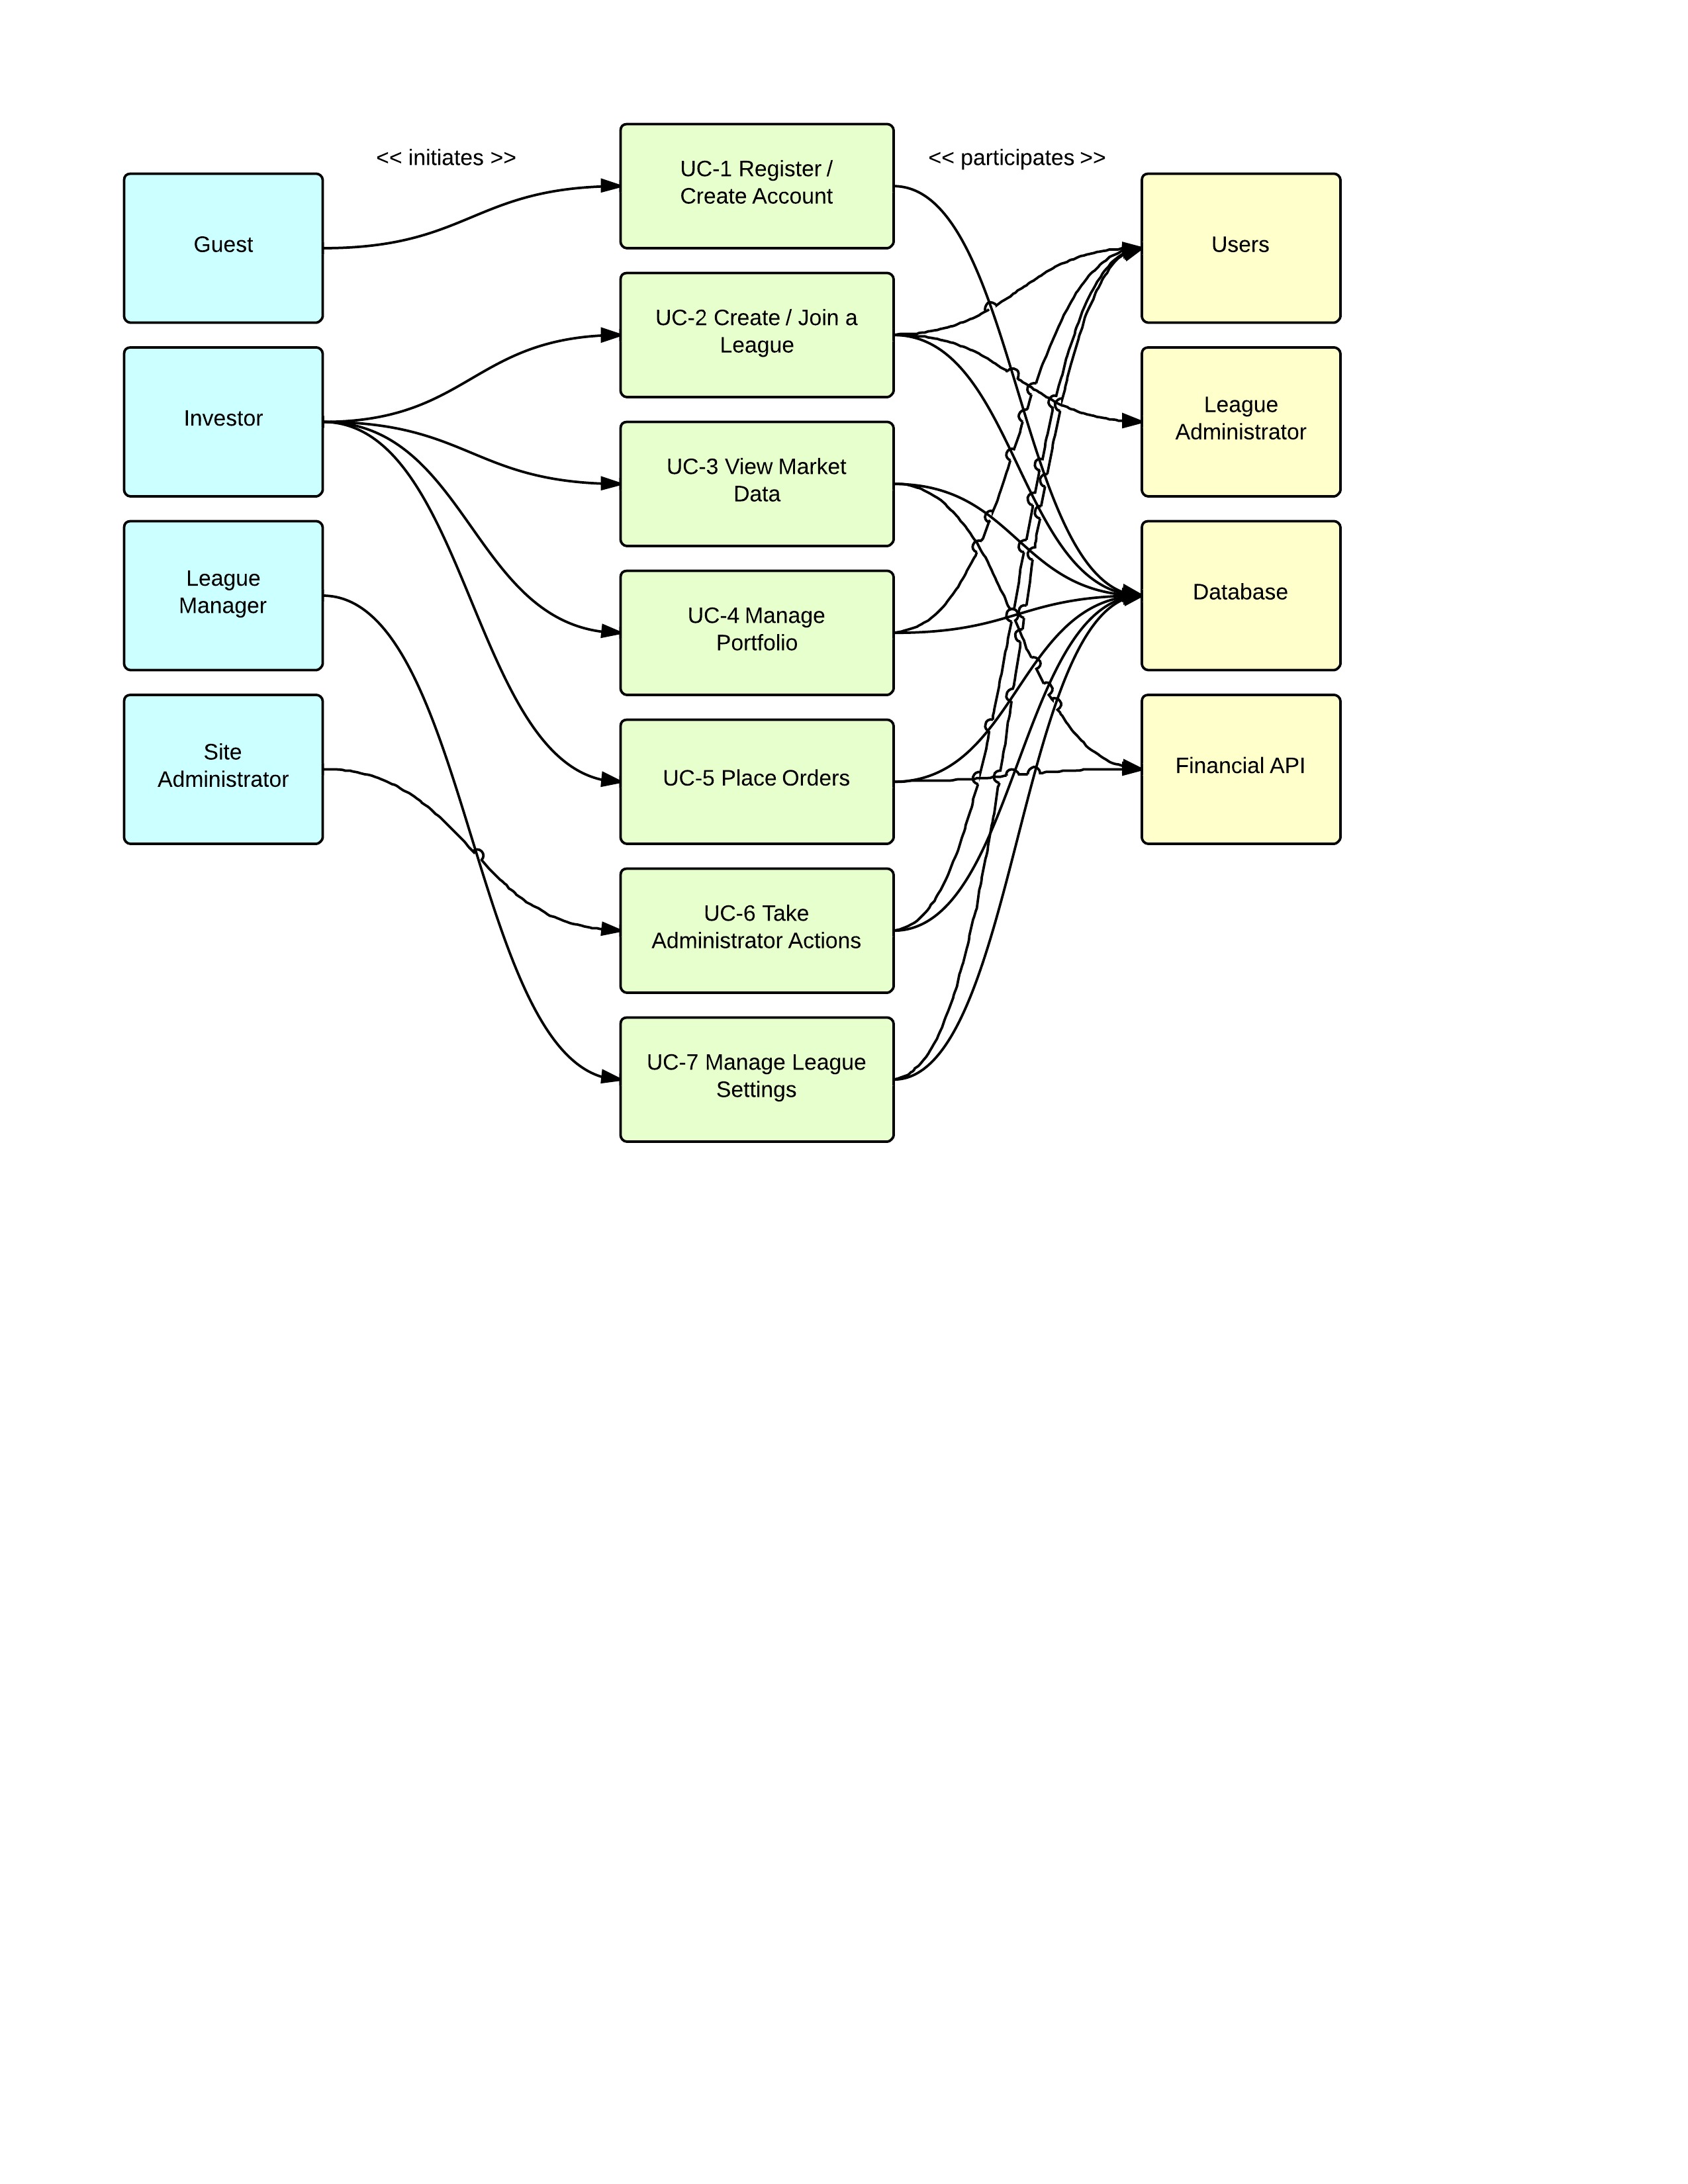 << initiates >>
<< participates >>
Guest
Investor
League
Manager
Site
Administrator
UC-1 Register /
Create Account
UC-2 Create / Join a
League
UC-3 View Market
Data
UC-4 Manage
Portfolio
UC-5 Place Orders
UC-6 Take
Administrator Actions
UC-7 Manage League
Settings
Users
League
Administrator
Database
Financial API